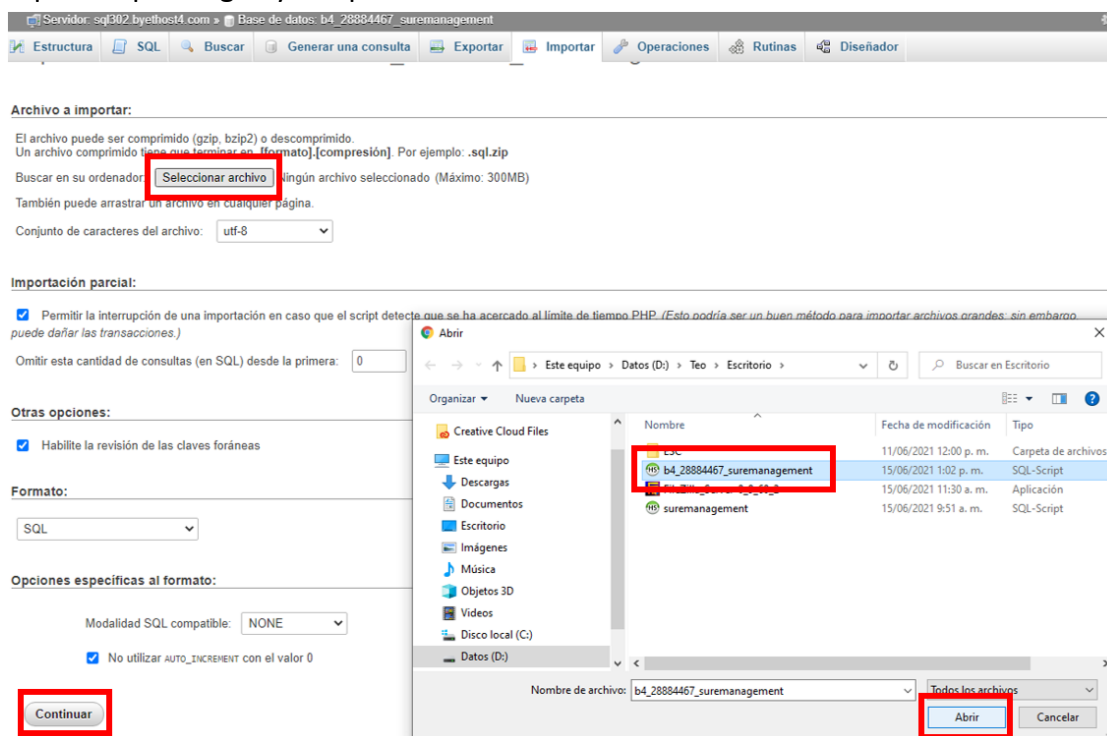 Servidor: sql302.byethost4.com » Base de datos: b4_28884467_suremanagement
Estructura SQL Buscar Generar una consulta Exportar Importar Operaciones Rutinas Diseñador
Archivo a importar:
El archivo puede ser comprimido (gzip, bzip2) o descomprimido.
Un archivo comprimido tiene que terminar en .[formato].[compresión]. Por ejemplo: .sql.zip
Buscar en su ordenador: Seleccionar archivo Ningún archivo seleccionado (Máximo: 300MB)
También puede arrastrar un archivo en cualquier página.
Conjunto de caracteres del archivo: utf-8
Importación parcial:
Permitir la interrupción de una importación en caso que el script detecte que se ha acercado al límite de tiempo PHP. (Esto podría ser un buen método para importar archivos grandes; sin embargo,
puede dañar las transacciones.)
Omitir esta cantidad de consultas (en SQL) desde la primera: 0
Otras opciones:
Habilite la revisión de las claves foráneas
Formato:
SQL
Opciones específicas al formato:
Modalidad SQL compatible: NONE
No utilizar AUTO_INCREMENT con el valor 0
Continuar
Abrir
Este equipo > Datos (D:) > Teo > Escritorio >
Buscar en Escritorio
Organizar Nueva carpeta
Creative Cloud Files
Este equipo
Descargas
Documentos
Escritorio
Imágenes
Música
Objetos 3D
Videos
Disco local (C:)
Datos (D:)
Nombre Fecha de modificación Tipo
ESC 11/06/2021 12:00 p. m. Carpeta de archivos
b4_28884467_suremanagement 15/06/2021 1:02 p. m. SQL-Script
15/06/2021 11:30 a. m. Aplicación
suremanagement 15/06/2021 9:51 a. m. SQL-Script
Nombre de archivo: b4_28884467_suremanagement Todos los archivos
Abrir Cancelar